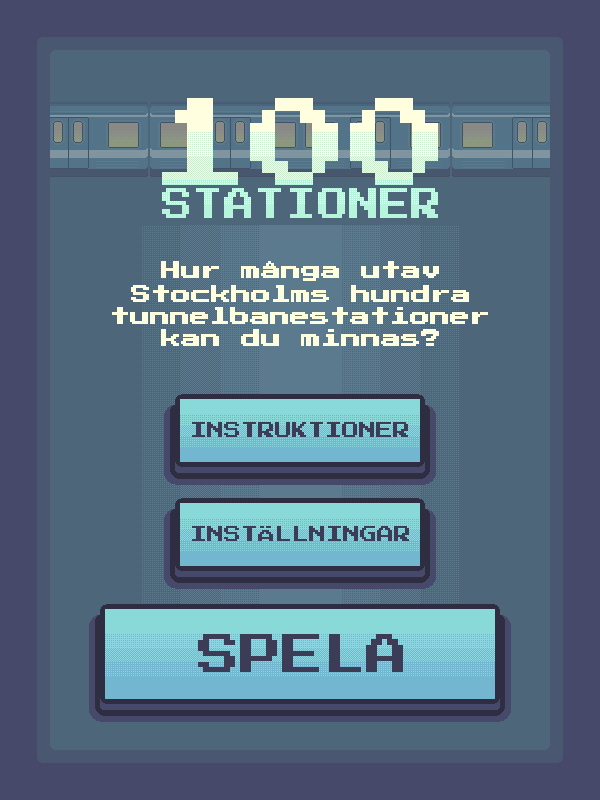 100
STATIONER
Hur många utav
Stockholms hundra
tunnelbanestationer
kan du minnas?
INSTRUKTIONER
INSTÄLLNINGAR
SPELA